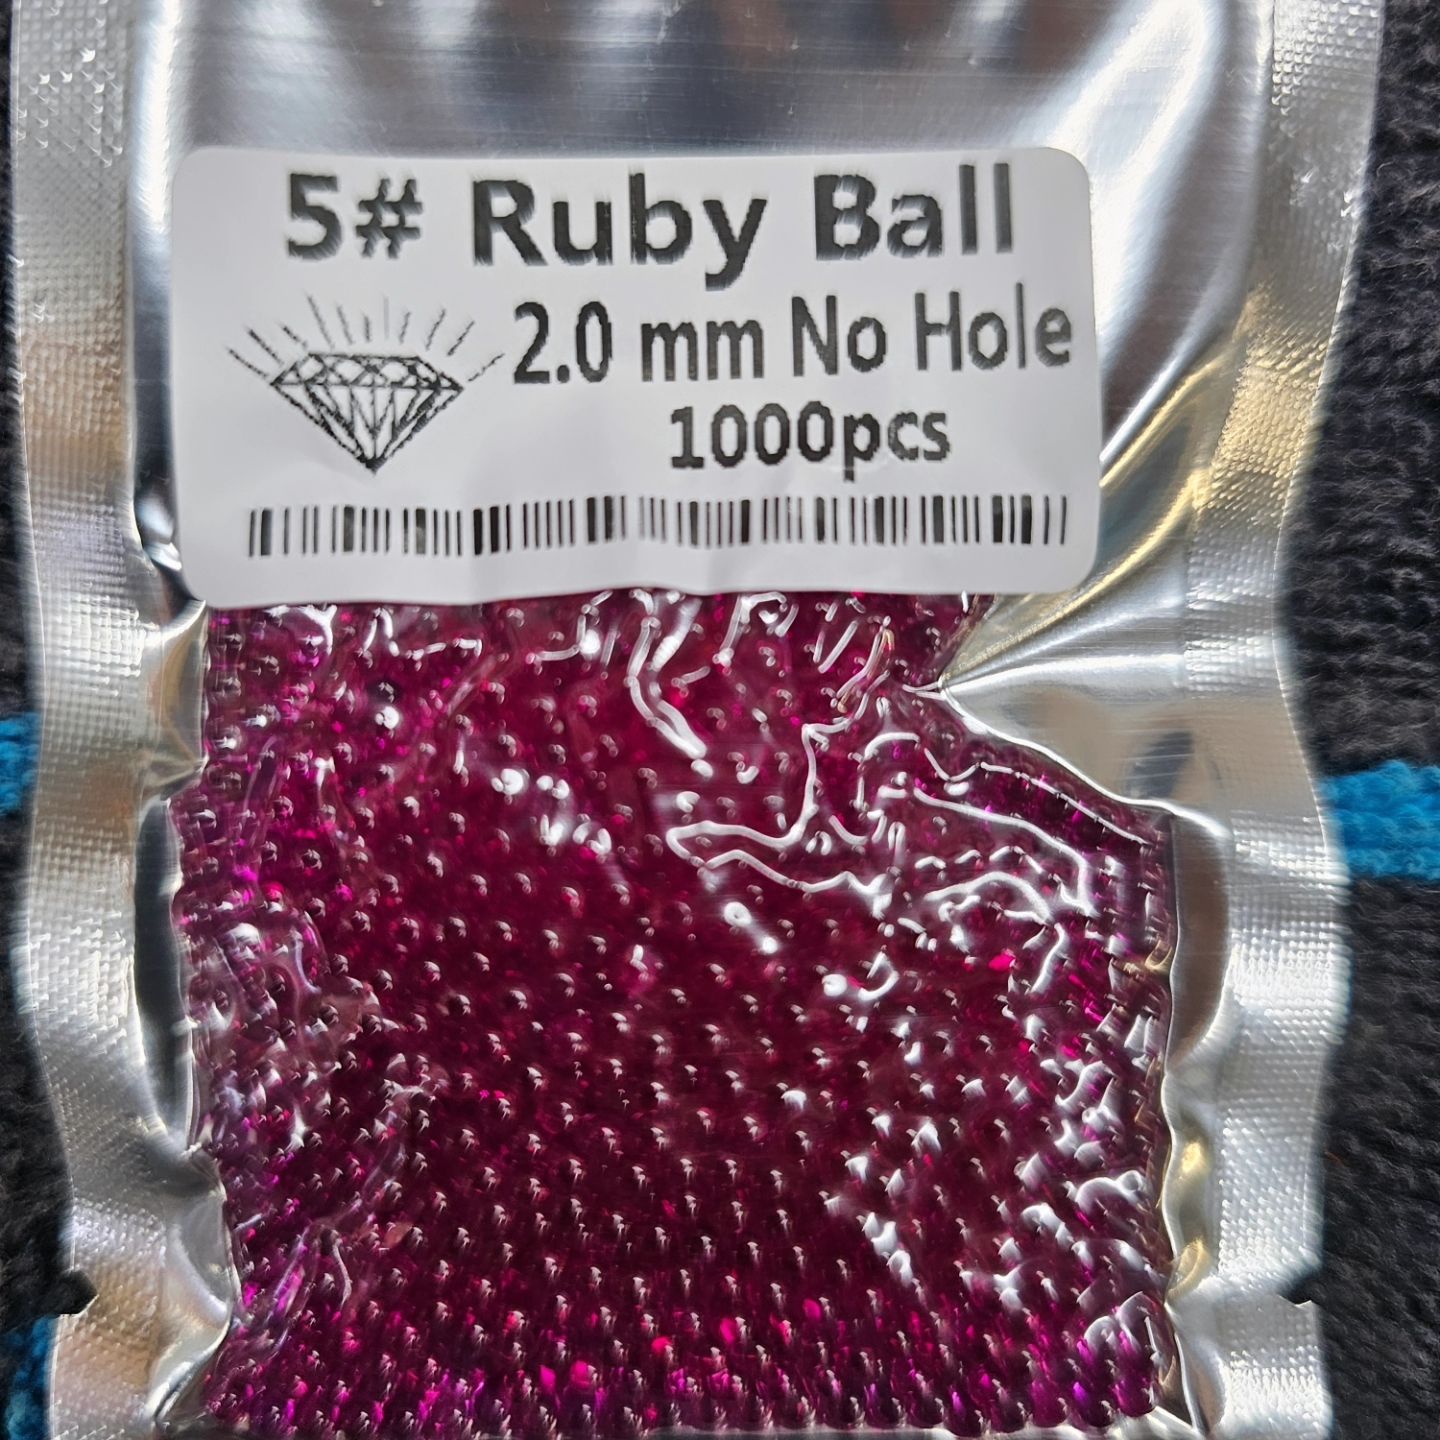 5# Ruby Ball
2.0 mm No Hole
1000pcs